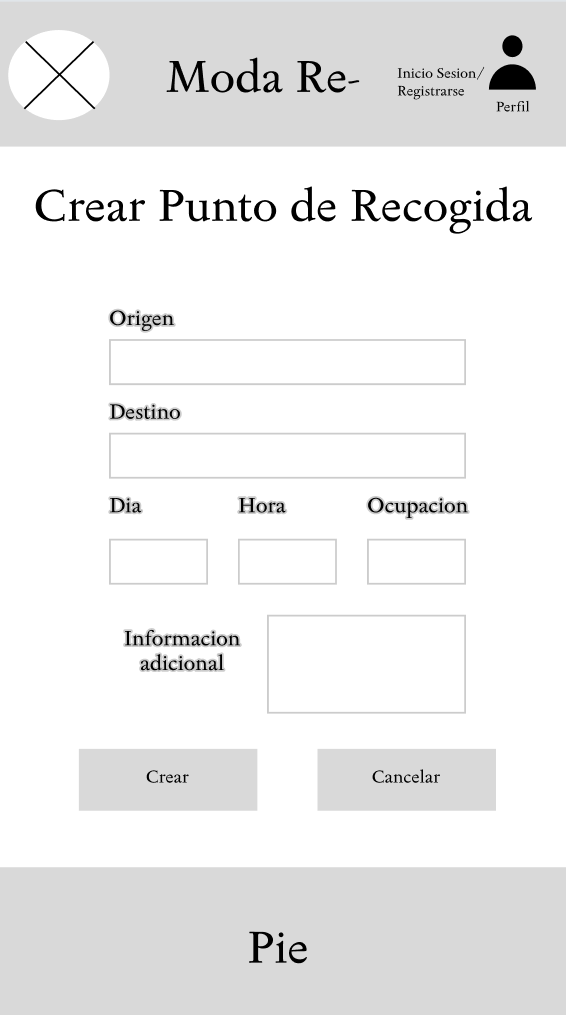 Moda Re-
Inicio Sesion/
Registrarse
Perfil
Crear Punto de Recogida
Origen
Destino
Dia Hora Ocupacion
Informacion
adicional
Crear Cancelar
Pie